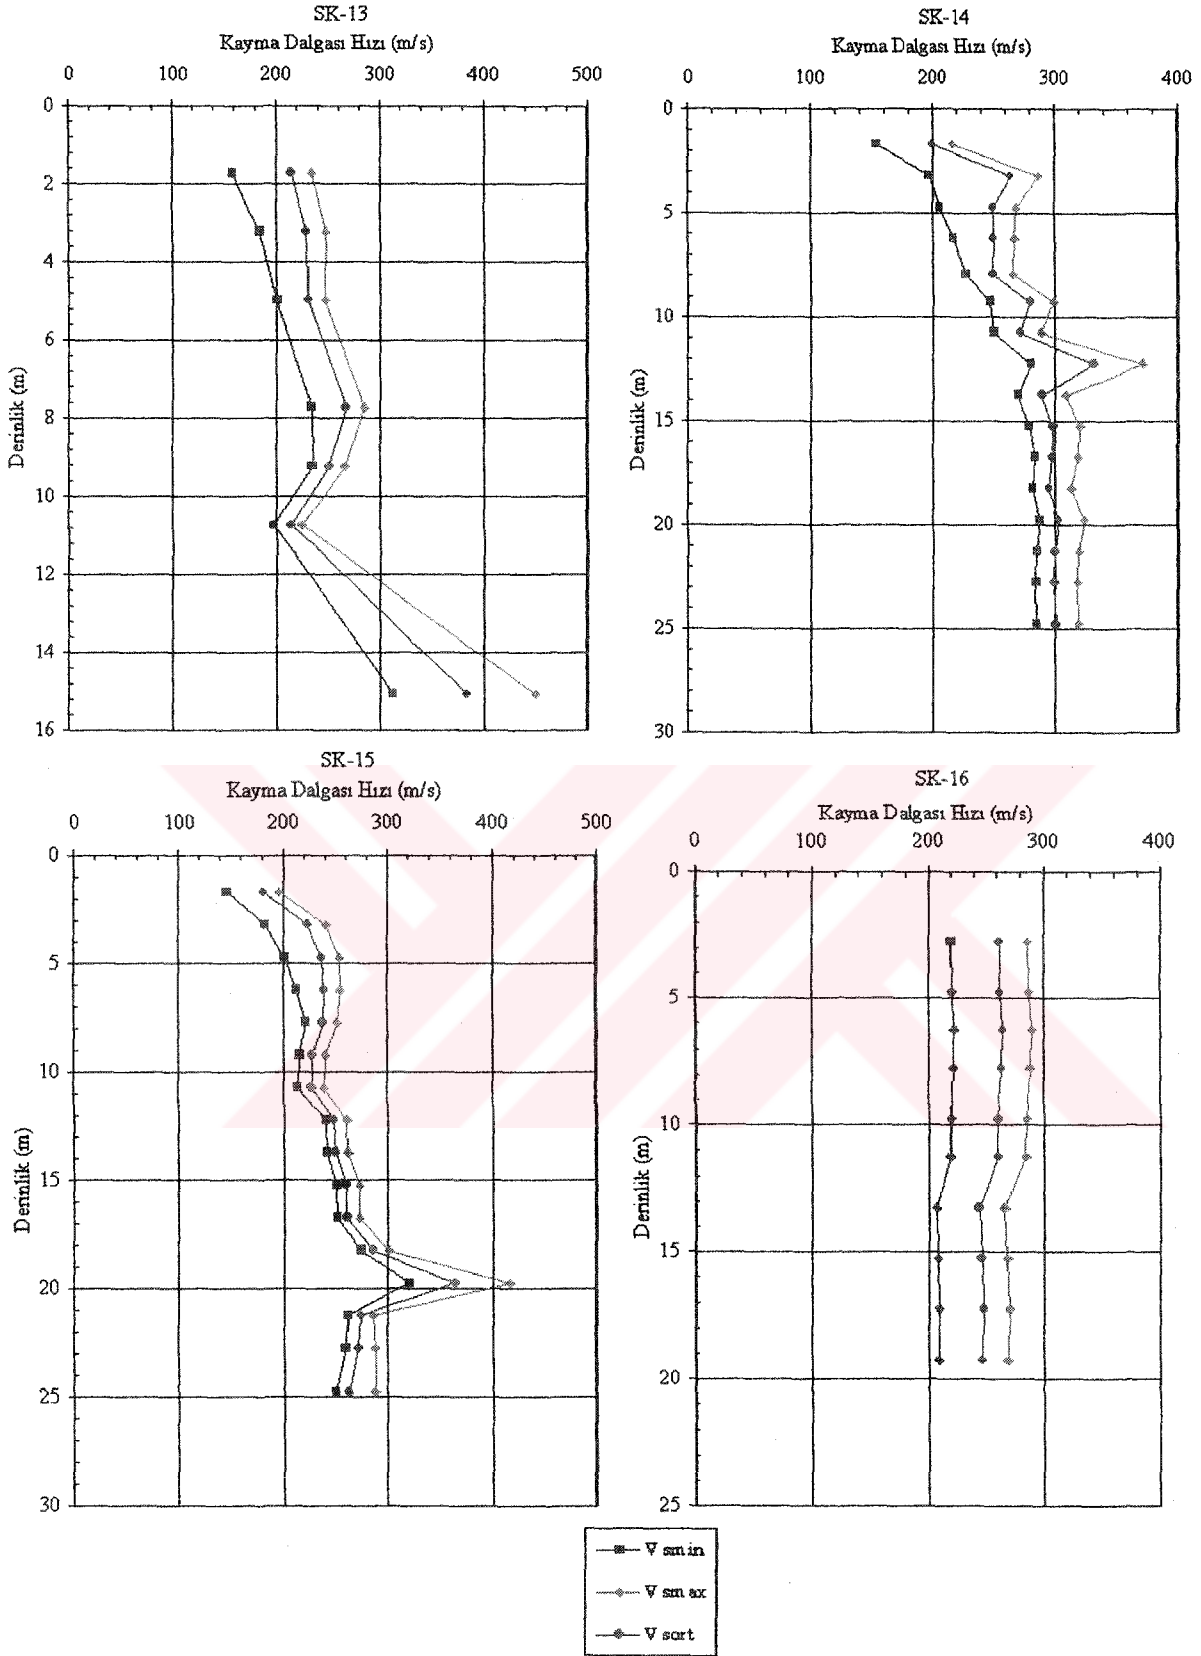 SK-13
Kayma Dalgası Hızı (m/s)
0 100 200 300 400 500
0
2
4
6
8
10
12
14
16
Derinlik (m)
SK-14
Kayma Dalgası Hızı (m/s)
0 100 200 300 400
0
5
10
15
20
25
30
Derinlik (m)
SK-15
Kayma Dalgası Hızı (m/s)
0 100 200 300 400 500
0
5
10
15
20
25
30
Derinlik (m)
SK-16
Kayma Dalgası Hızı (m/s)
0 100 200 300 400
0
5
10
15
20
25
Derinlik (m)
V smin
V smax
V sort